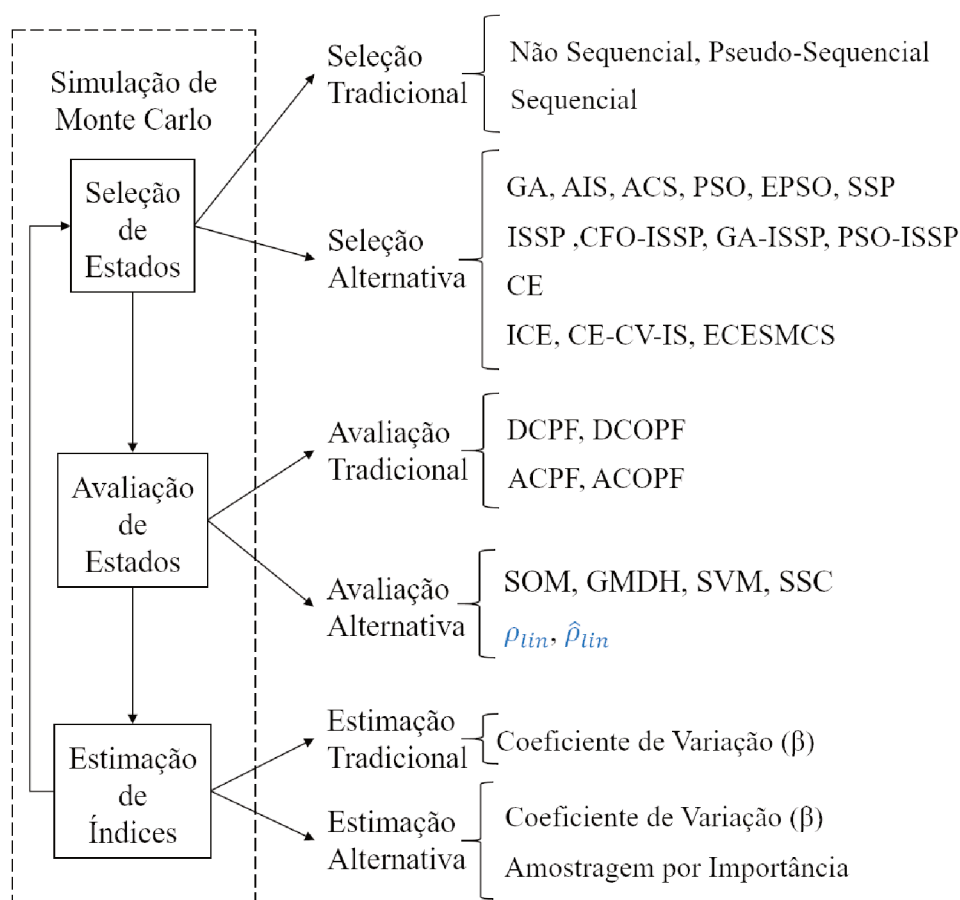 Simulação de
Monte Carlo
Seleção
de
Estados
Avaliação
de
Estados
Estimação
de
Índices
Seleção
Tradicional
Não Sequencial, Pseudo-Sequencial
Sequencial
Seleção
Alternativa
GA, AIS, ACS, PSO, EPSO, SSP
ISSP ,CFO-ISSP, GA-ISSP, PSO-ISSP
CE
ICE, CE-CV-IS, ECESMCS
Avaliação
Tradicional
DCPF, DCOPF
ACPF, ACOPF
Avaliação
Alternativa
SOM, GMDH, SVM, SSC
ρ_lin, ρ̂_lin
Estimação
Tradicional
Coeficiente de Variação (β)
Estimação
Alternativa
Coeficiente de Variação (β)
Amostragem por Importância